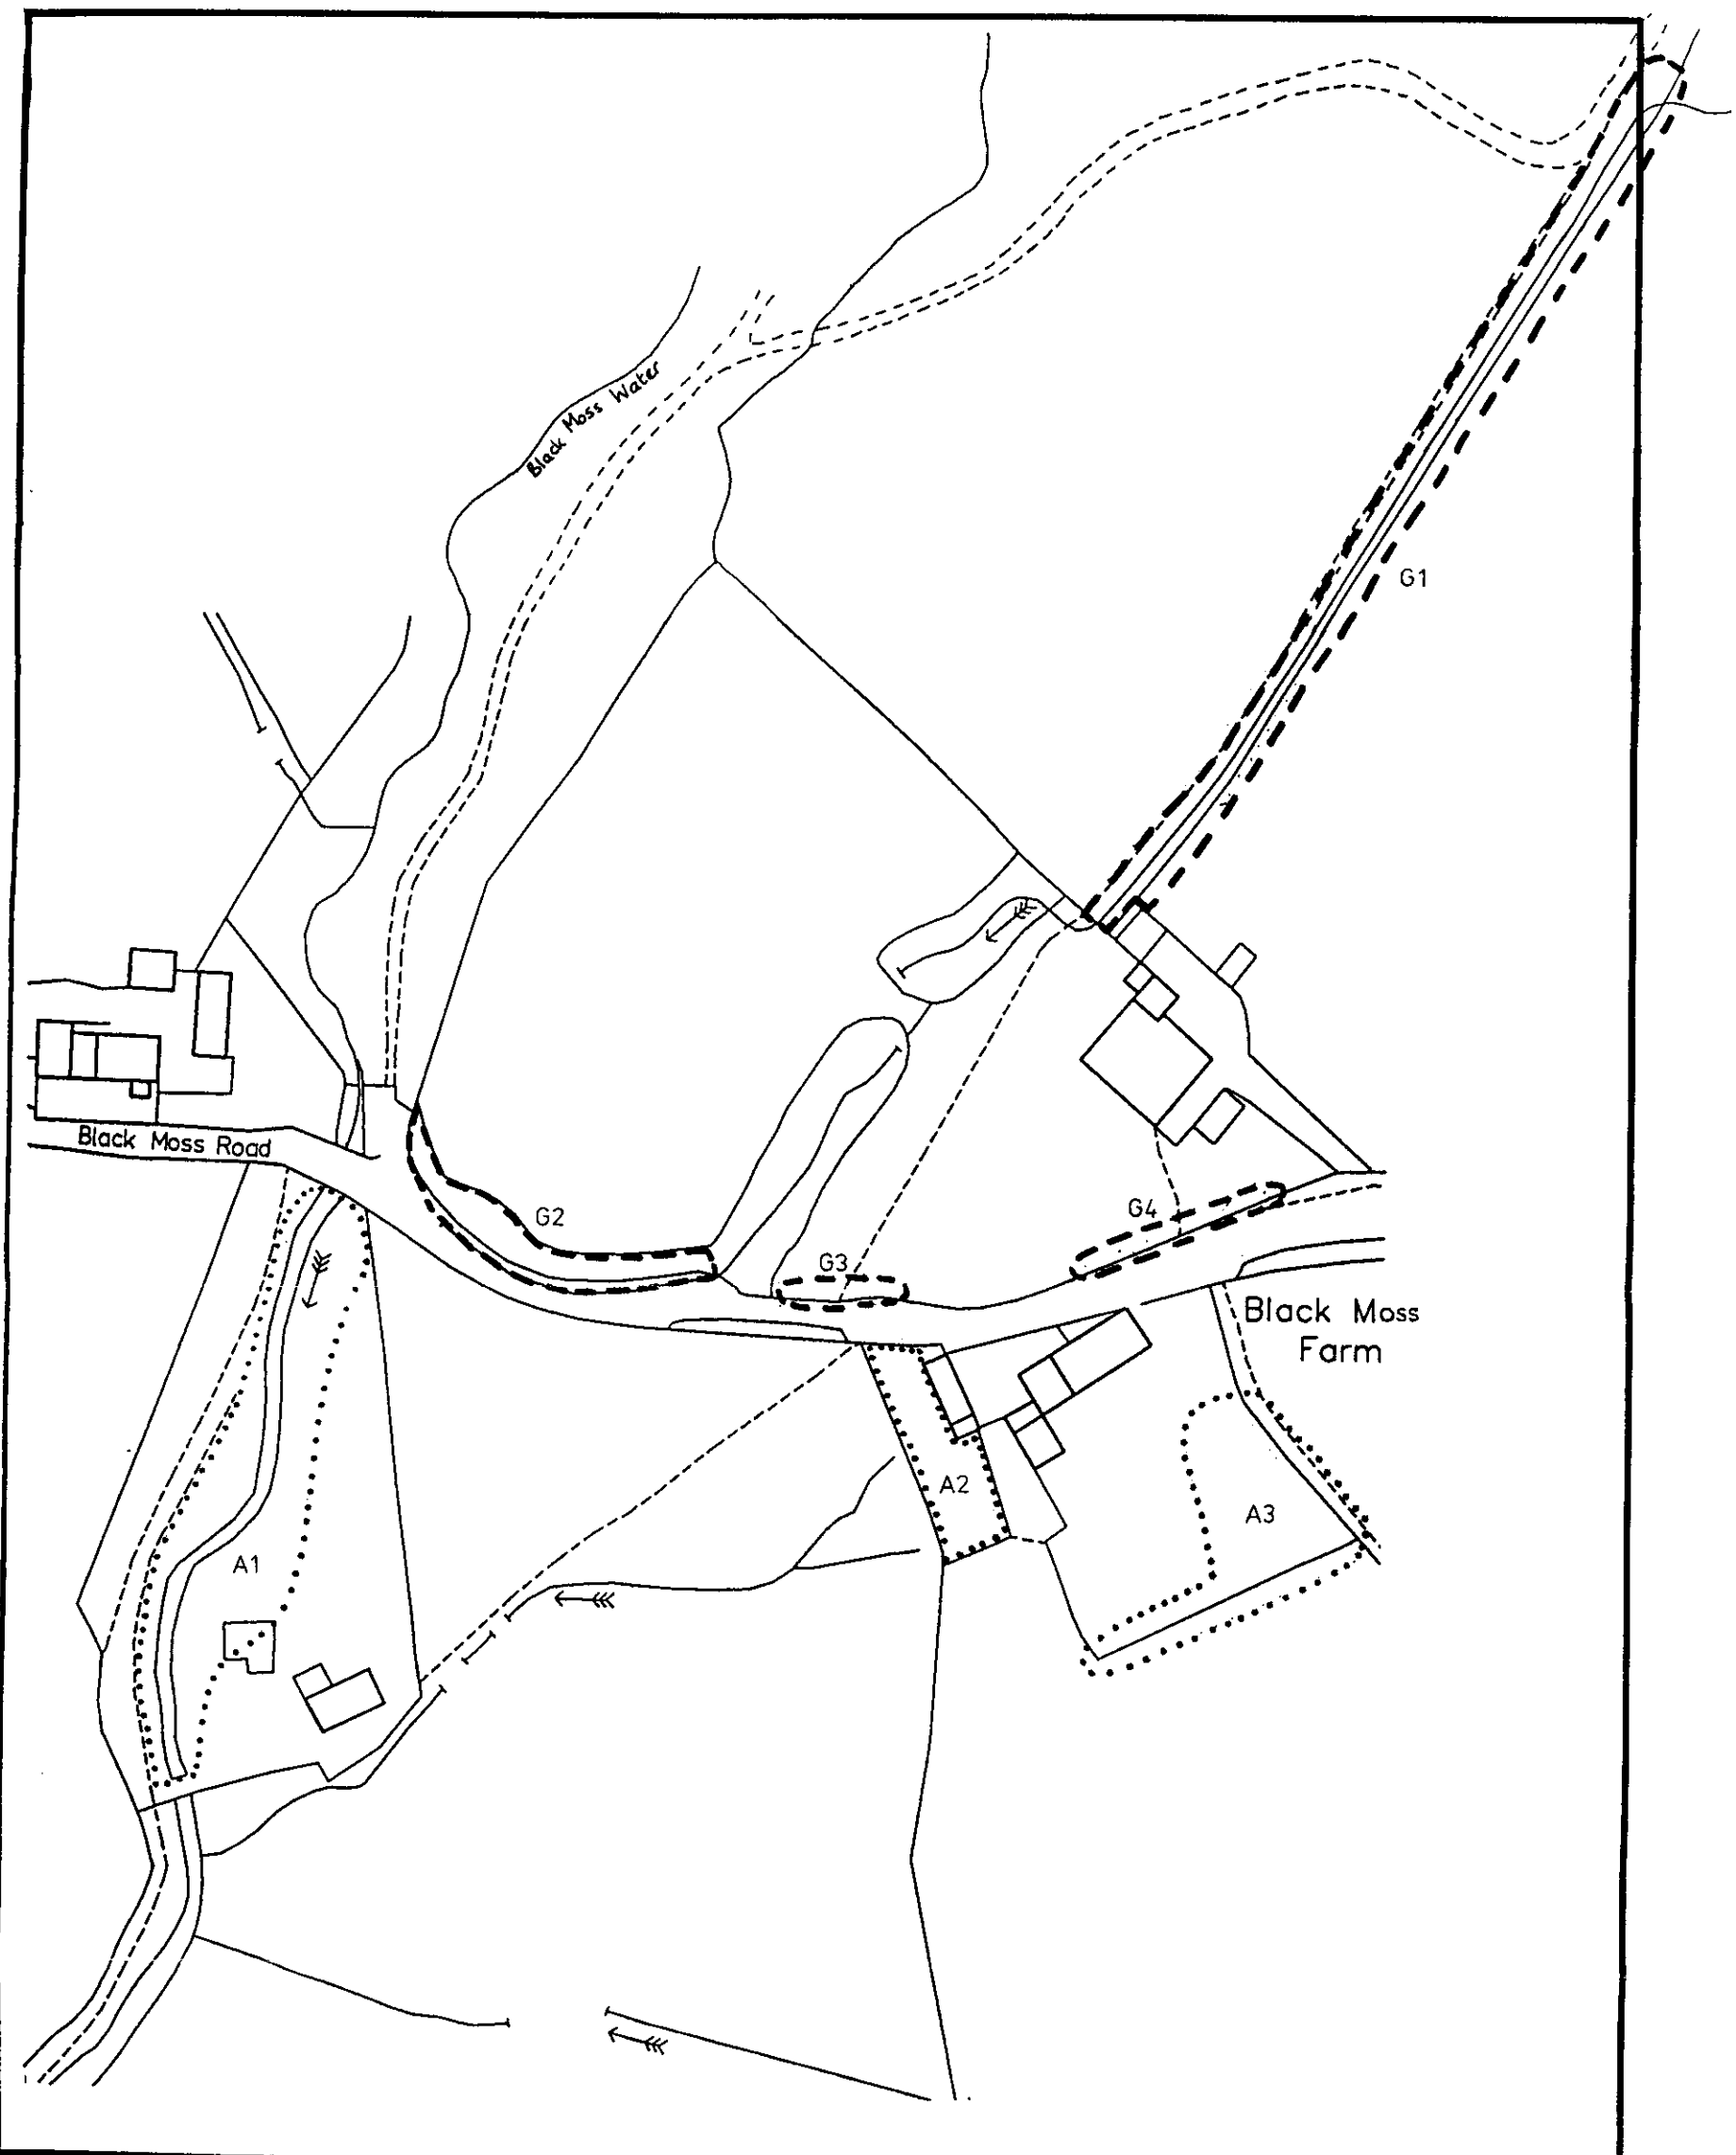 Black Moss Water
G1
Black Moss Road
G2
G4
G3
Black Moss
Farm
A2
A3
A1